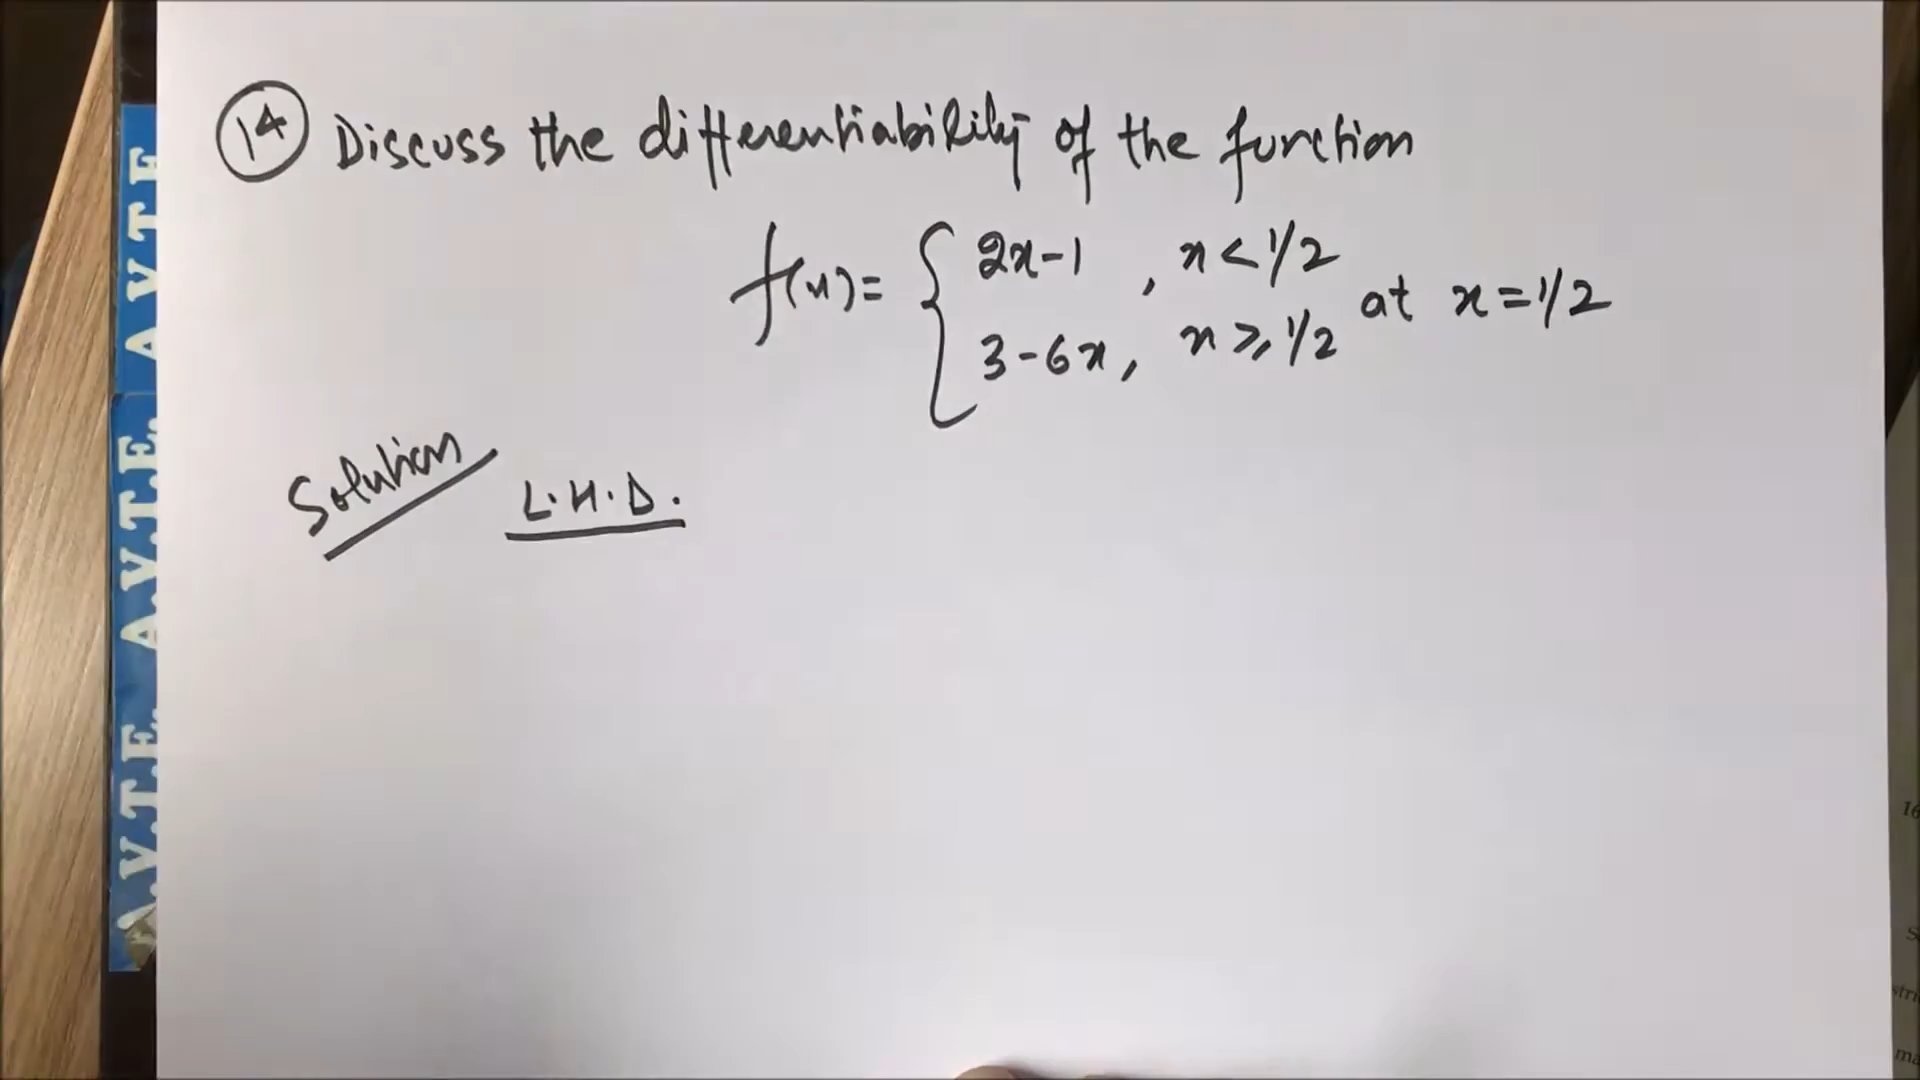 14 Discuss the differentiability of the function
f(x) = { 2x-1 , x < 1/2
3-6x, x ≥ 1/2 at x = 1/2
Solution L.H.D.
A.V.T.E. A.V.T.E. A.V.T.E
16